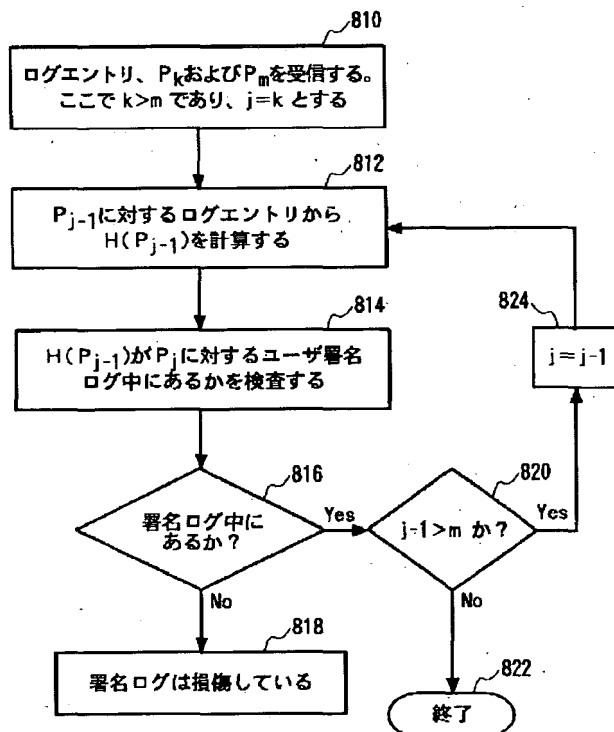 810
ログエントリ、PkおよびPmを受信する。
ここで k>m であり、j=k とする
812
Pj-1に対するログエントリから
H(Pj-1)を計算する
814
H(Pj-1)がPjに対するユーザ署名
ログ中にあるかを検査する
824
j=j-1
816
署名ログ中に
あるか?
Yes
No
820
j-1>m か?
Yes
No
818
署名ログは損傷している
822
終了